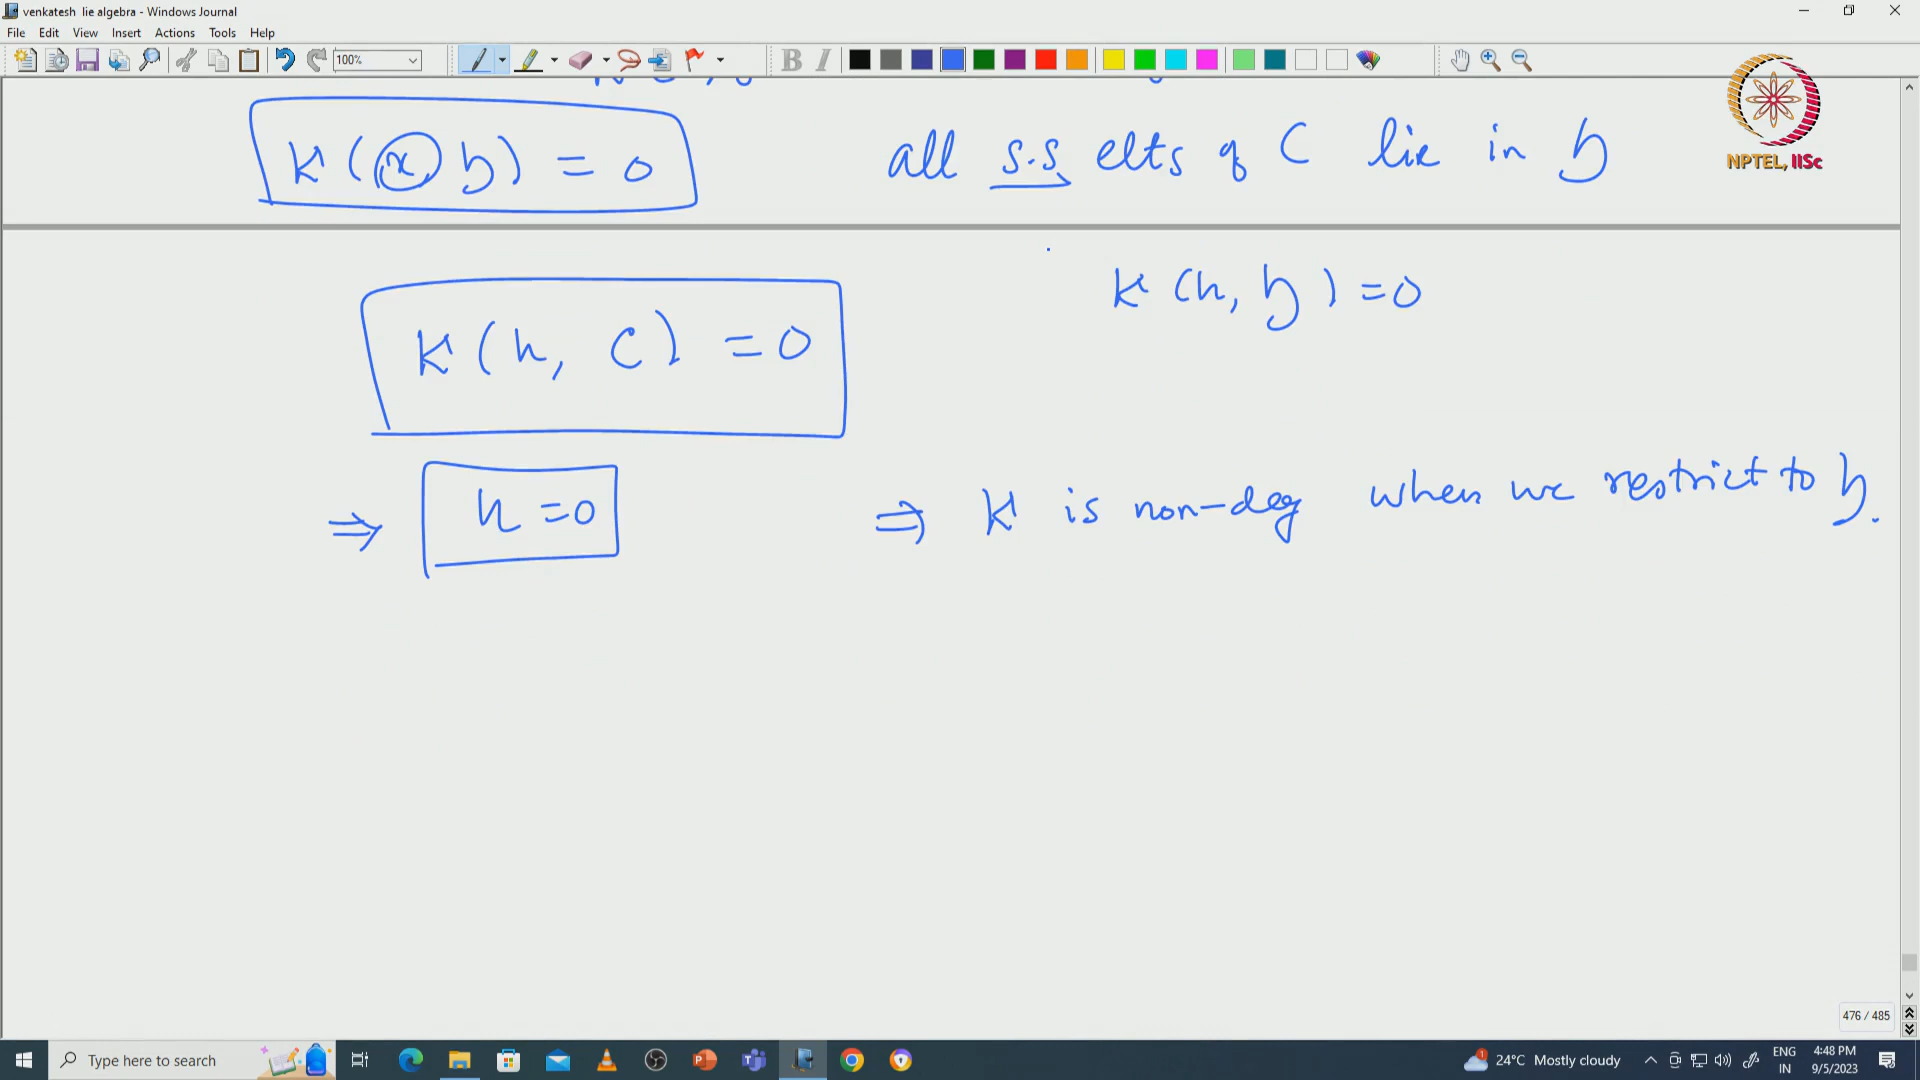 venkatesh lie algebra - Windows Journal
File Edit View Insert Actions Tools Help
100%
B I
NPTEL, IISc
κ(x, 𝔥) = 0
all s.s elts of C lie in 𝔥
κ(h, 𝔥) = 0
κ(h, C) = 0
⇒ h = 0
⇒ κ is non-deg when we restrict to 𝔥.
476 / 485
Type here to search
24°C Mostly cloudy
ENG
IN
4:48 PM
9/5/2023